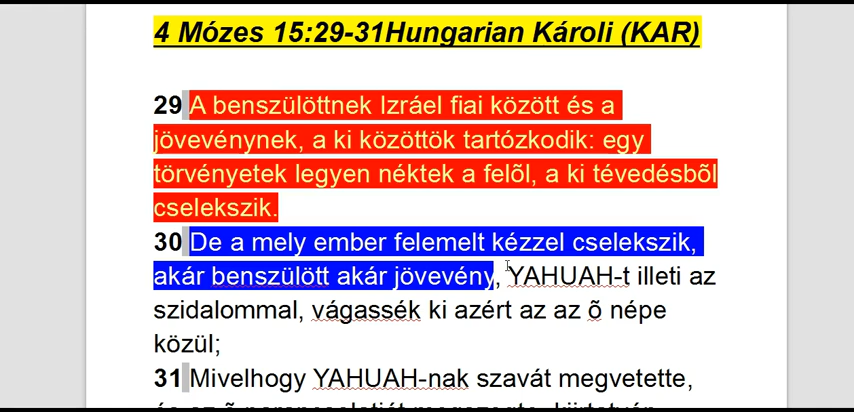 4 Mózes 15:29-31Hungarian Károli (KAR)
29 A benszülöttnek Izráel fiai között és a
jövevénynek, a ki közöttök tartózkodik: egy
törvényetek legyen néktek a felõl, a ki tévedésbõl
cselekszik.
30 De a mely ember felemelt kézzel cselekszik,
akár benszülött akár jövevény, YAHUAH-t illeti az
szidalommal, vágassék ki azért az az õ népe
közül;
31 Mivelhogy YAHUAH-nak szavát megvetette,